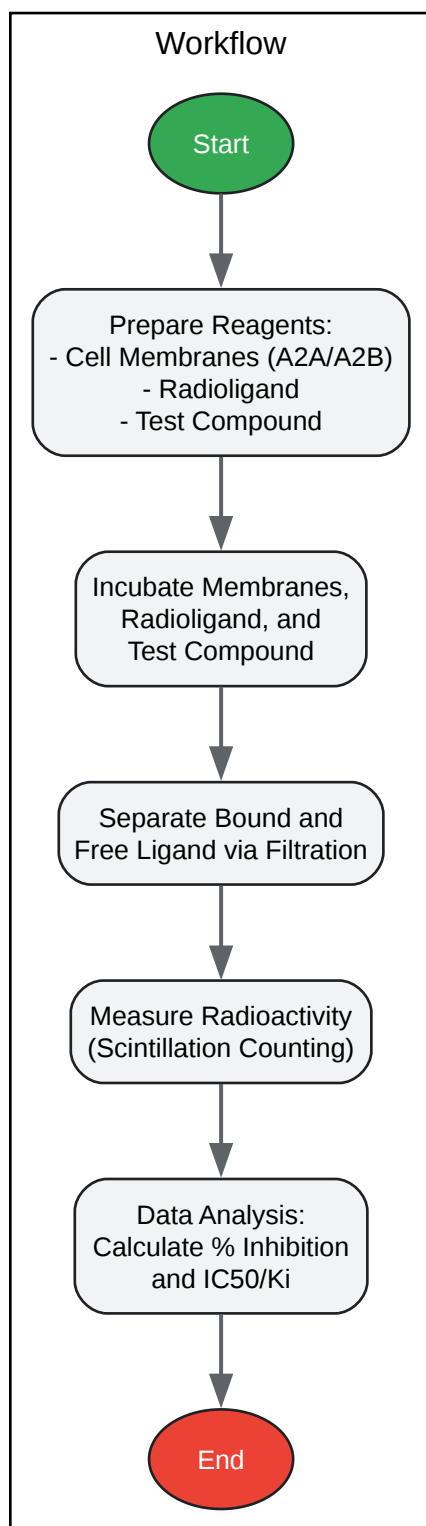 Workflow
Start
Prepare Reagents:
- Cell Membranes (A2A/A2B)
- Radioligand
- Test Compound
Incubate Membranes,
Radioligand, and
Test Compound
Separate Bound and
Free Ligand via Filtration
Measure Radioactivity
(Scintillation Counting)
Data Analysis:
Calculate % Inhibition
and IC50/Ki
End